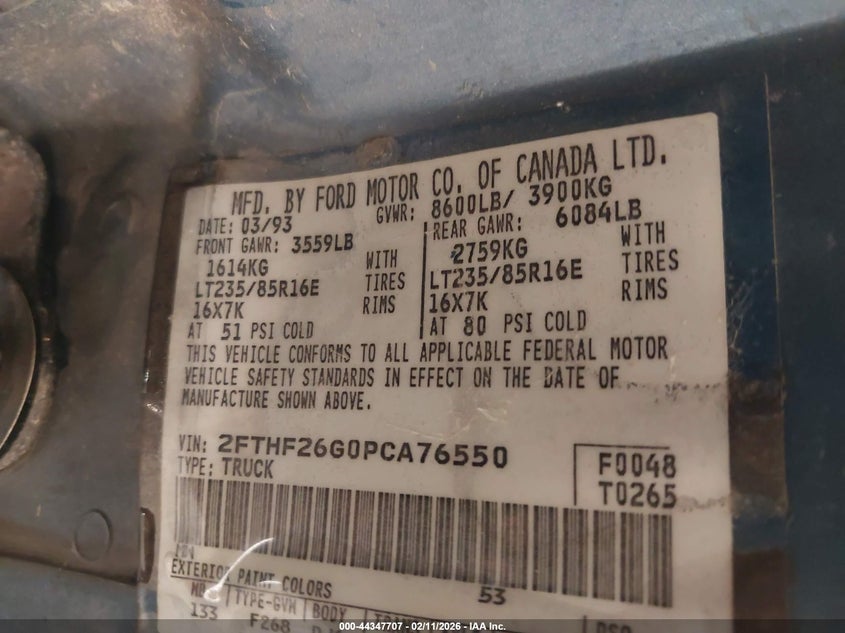 MFD. BY FORD MOTOR CO. OF CANADA LTD.
DATE: 03/93 GVWR: 8600LB/ 3900KG
FRONT GAWR: 3559LB REAR GAWR: 6084LB
1614KG WITH 2759KG WITH
LT235/85R16E TIRES LT235/85R16E TIRES
16X7K RIMS 16X7K RIMS
AT 51 PSI COLD AT 80 PSI COLD
THIS VEHICLE CONFORMS TO ALL APPLICABLE FEDERAL MOTOR
VEHICLE SAFETY STANDARDS IN EFFECT ON THE DATE OF
MANUFACTURE SHOWN ABOVE.
VIN: 2FTHF26G0PCA76550 F0048
TYPE: TRUCK T0265
EXTERIOR PAINT COLORS 53
TYPE-GVW BODY DSO
133 F268
000-44347707 - 02/11/2026 - IAA Inc.